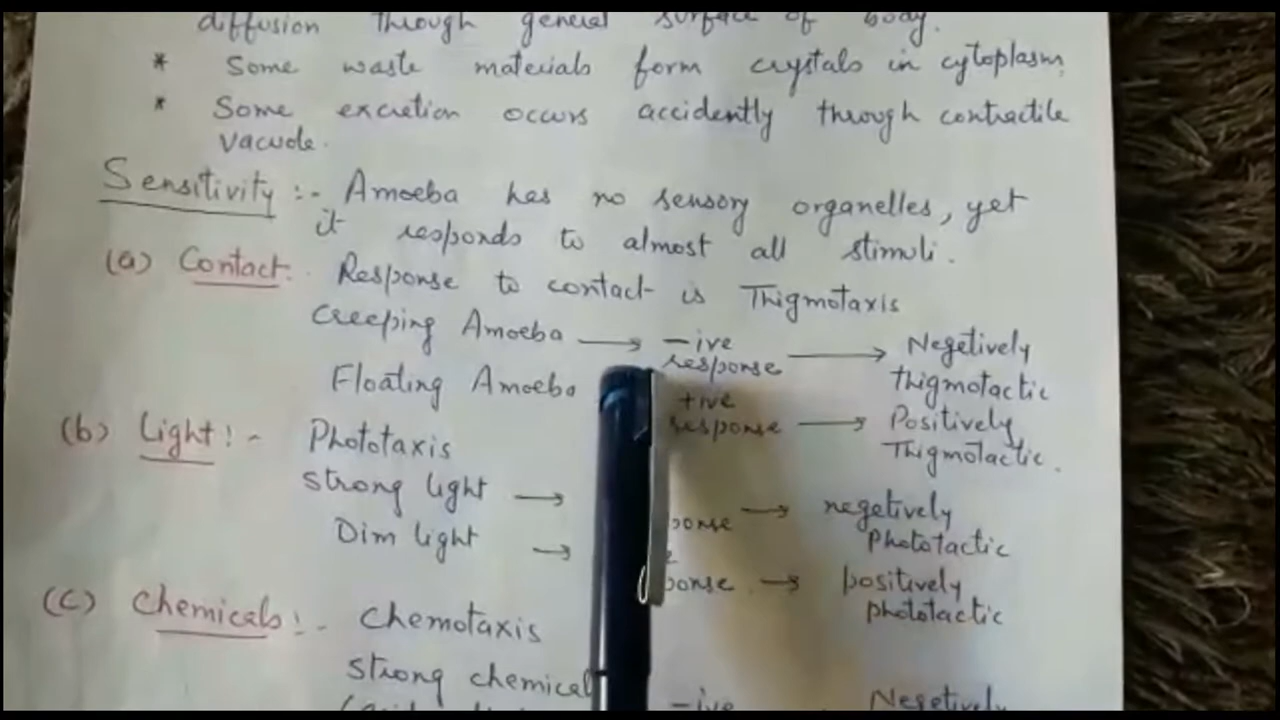 diffusion through general surface of body.
* Some waste materials form crystals in cytoplasm.
* Some excretion occurs accidently through contractile
vacuole.
Sensitivity :- Amoeba has no sensory organelles, yet
it responds to almost all stimuli.
(a) Contact:- Response to contact is Thigmotaxis
Creeping Amoeba → -ive response → Negetively thigmotactic
Floating Amoeba +ive response → Positively Thigmotactic.
(b) Light :- Phototaxis
Strong light → ponse → negetively Phototactic
Dim light → ponse → positively phototactic
(c) Chemicals :- Chemotaxis
strong chemical
-ive Negetively